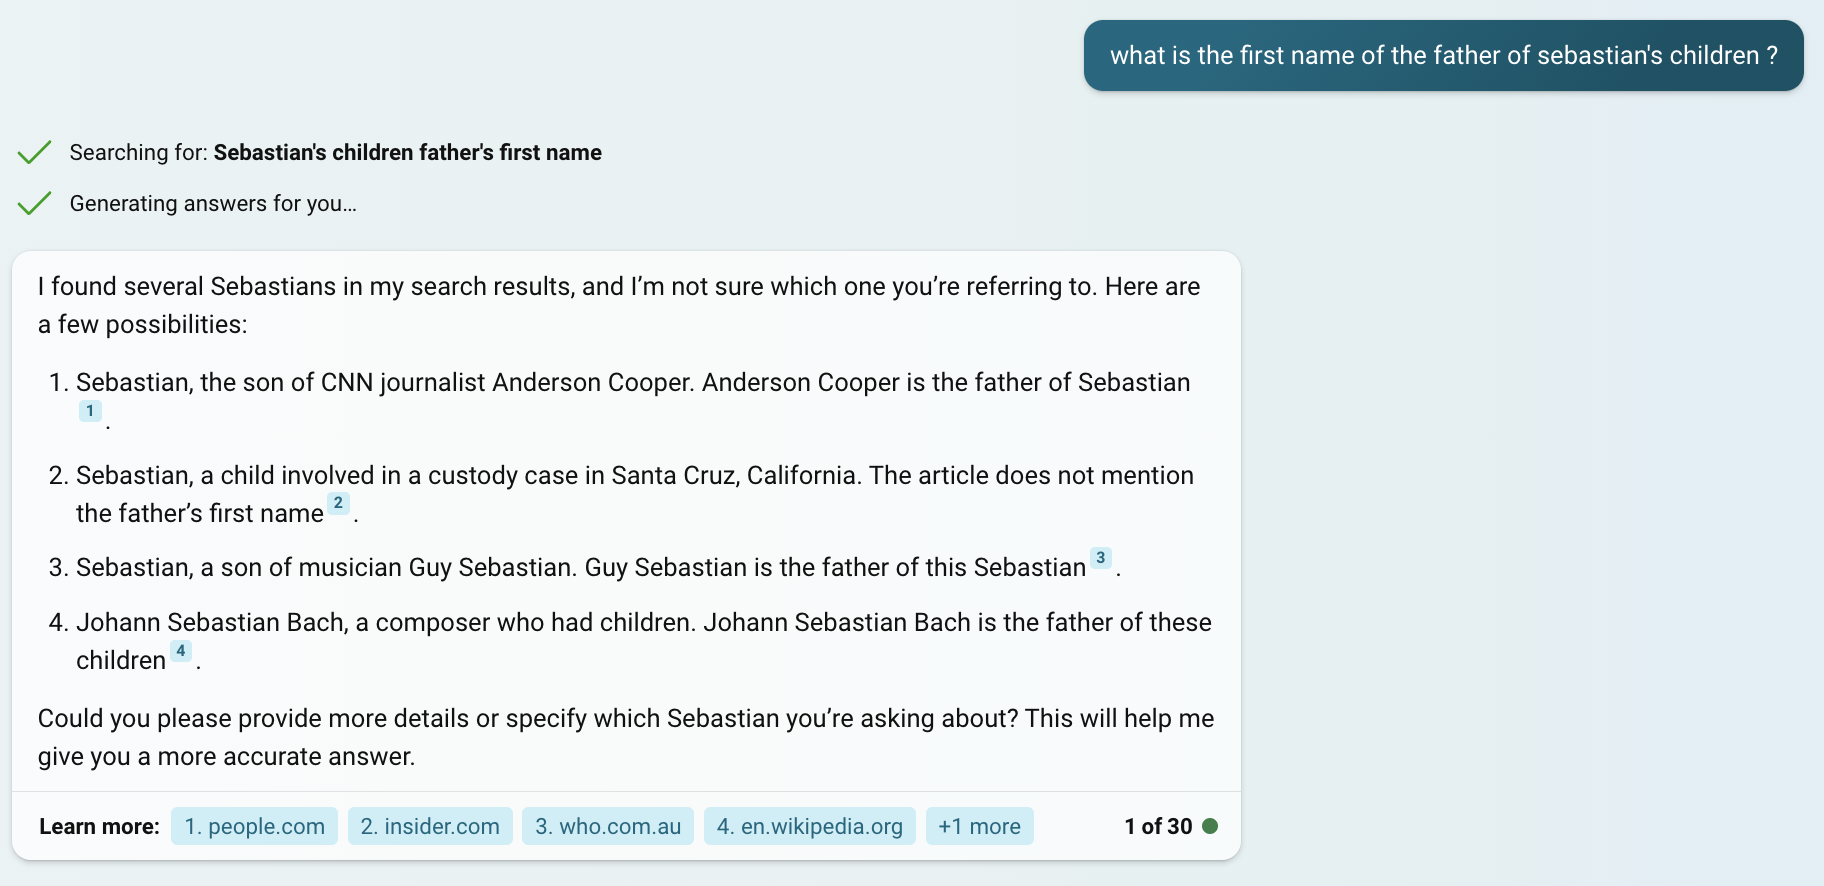 what is the first name of the father of sebastian's children ?
Searching for: Sebastian's children father's first name
Generating answers for you...
I found several Sebastians in my search results, and I’m not sure which one you’re referring to. Here are
a few possibilities:
1. Sebastian, the son of CNN journalist Anderson Cooper. Anderson Cooper is the father of Sebastian
1 .
2. Sebastian, a child involved in a custody case in Santa Cruz, California. The article does not mention
the father’s first name 2 .
3. Sebastian, a son of musician Guy Sebastian. Guy Sebastian is the father of this Sebastian 3 .
4. Johann Sebastian Bach, a composer who had children. Johann Sebastian Bach is the father of these
children 4 .
Could you please provide more details or specify which Sebastian you’re asking about? This will help me
give you a more accurate answer.
Learn more: 1. people.com 2. insider.com 3. who.com.au 4. en.wikipedia.org +1 more 1 of 30